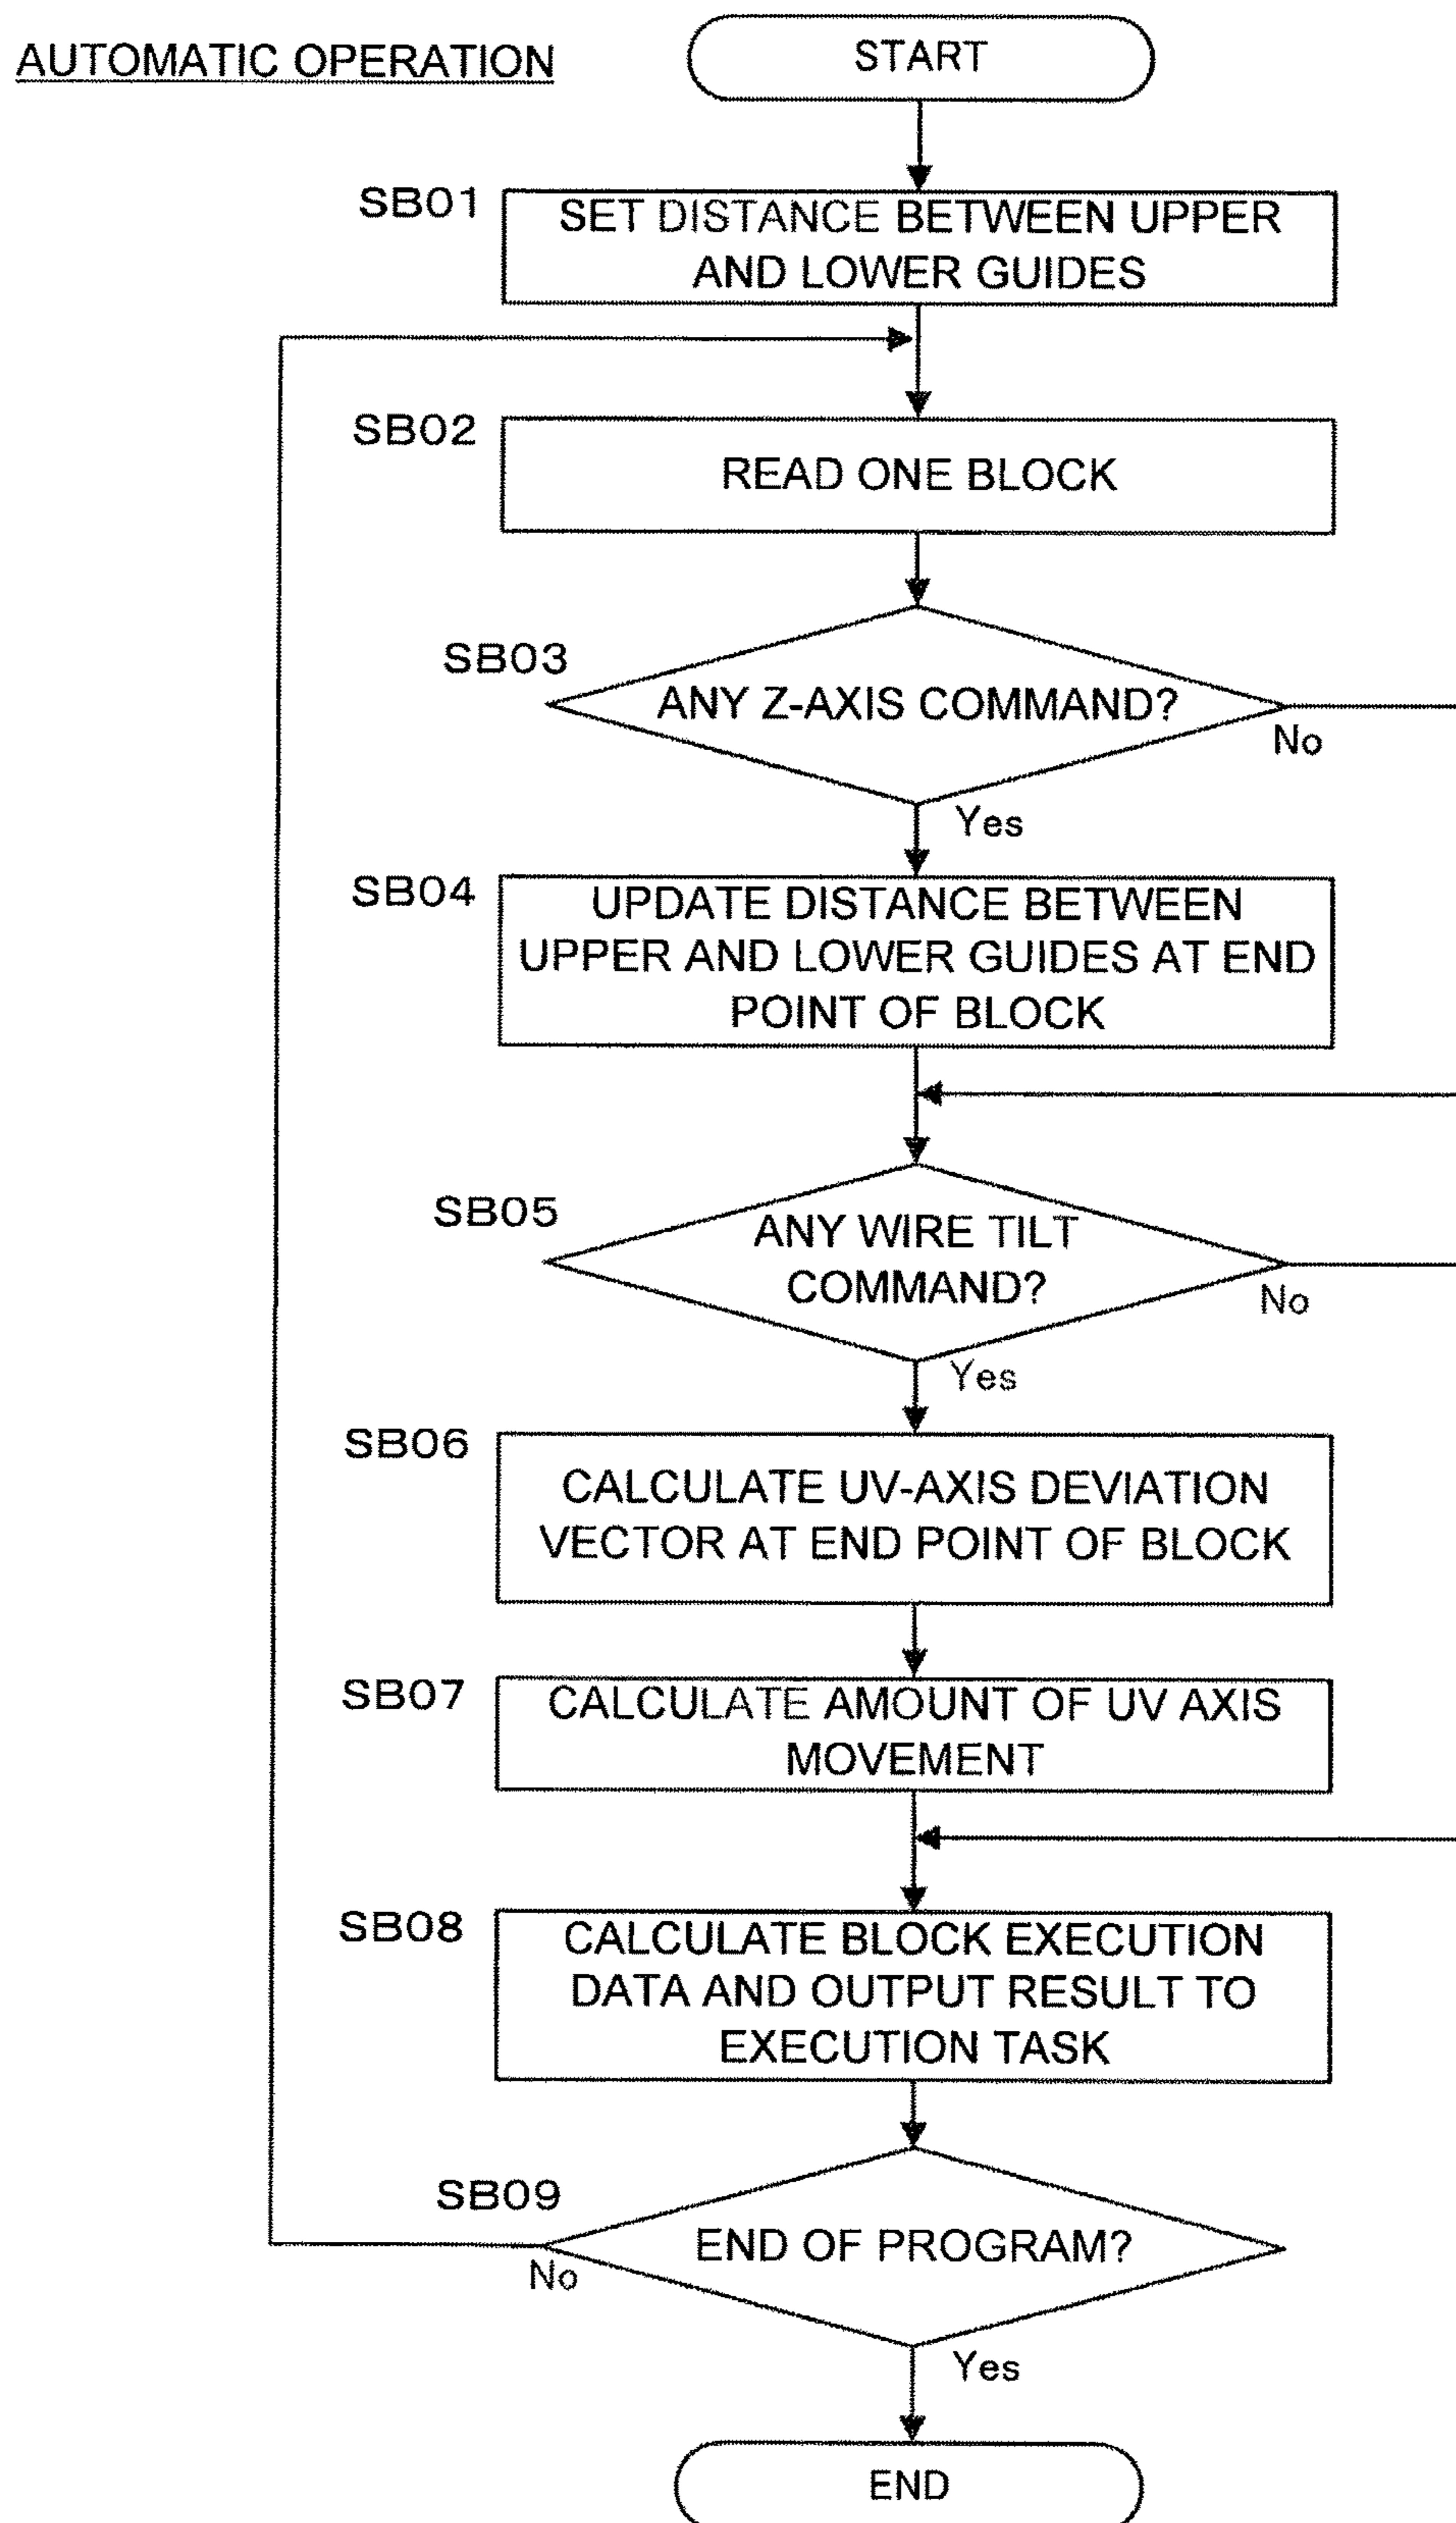 AUTOMATIC OPERATION
START
SB01
SET DISTANCE BETWEEN UPPER
AND LOWER GUIDES
SB02
READ ONE BLOCK
SB03
ANY Z-AXIS COMMAND?
No
Yes
SB04
UPDATE DISTANCE BETWEEN
UPPER AND LOWER GUIDES AT END
POINT OF BLOCK
SB05
ANY WIRE TILT
COMMAND?
No
Yes
SB06
CALCULATE UV-AXIS DEVIATION
VECTOR AT END POINT OF BLOCK
SB07
CALCULATE AMOUNT OF UV AXIS
MOVEMENT
SB08
CALCULATE BLOCK EXECUTION
DATA AND OUTPUT RESULT TO
EXECUTION TASK
SB09
END OF PROGRAM?
No
Yes
END